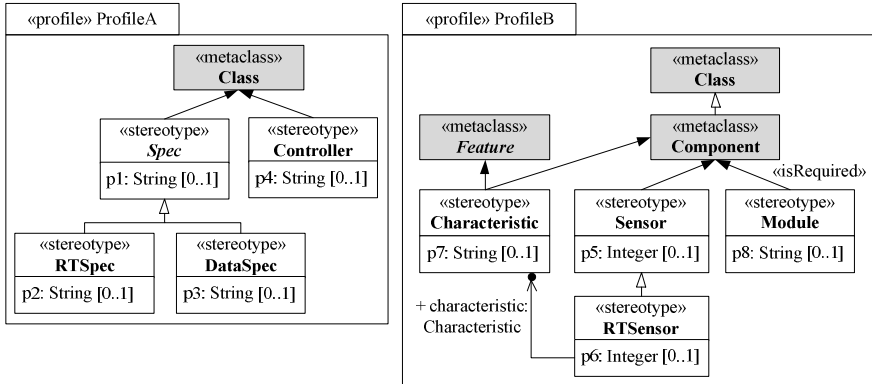 «profile» ProfileA
«metaclass»
Class
«stereotype»
Spec
p1: String [0..1]
«stereotype»
Controller
p4: String [0..1]
«stereotype»
RTSpec
p2: String [0..1]
«stereotype»
DataSpec
p3: String [0..1]
«profile» ProfileB
«metaclass»
Class
«metaclass»
Feature
«metaclass»
Component
«isRequired»
«stereotype»
Characteristic
p7: String [0..1]
«stereotype»
Sensor
p5: Integer [0..1]
«stereotype»
Module
p8: String [0..1]
+ characteristic:
Characteristic
«stereotype»
RTSensor
p6: Integer [0..1]